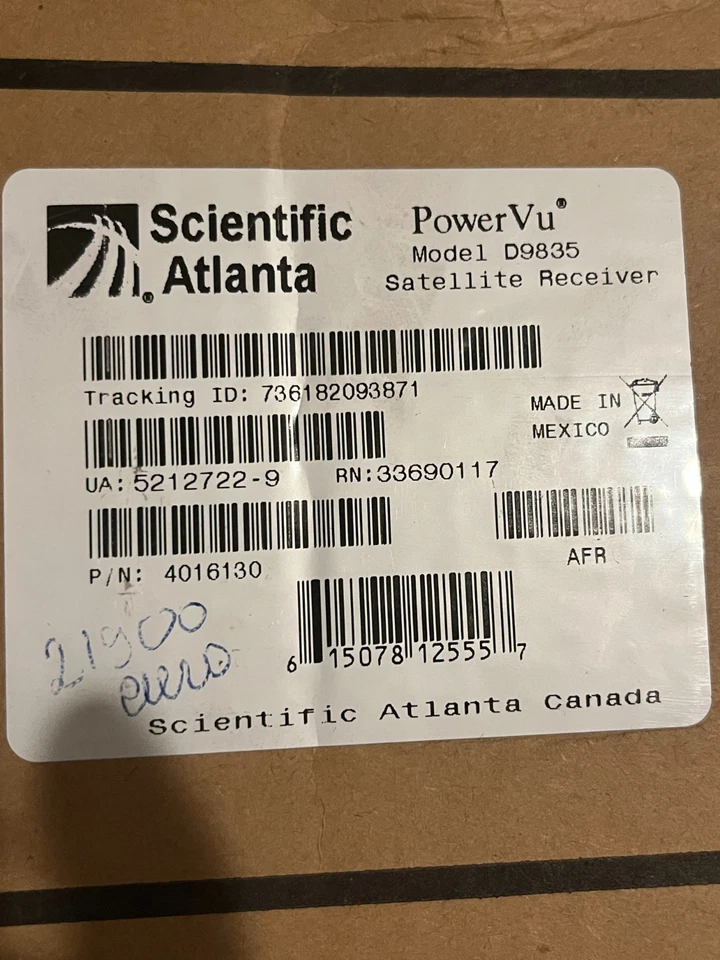 Scientific
Atlanta
PowerVu®
Model D9835
Satellite Receiver
Tracking ID: 736182093871
MADE IN
MEXICO
UA: 5212722-9 RN:33690117
P/N: 4016130
AFR
21900
euro
6 15078 12555 7
Scientific Atlanta Canada